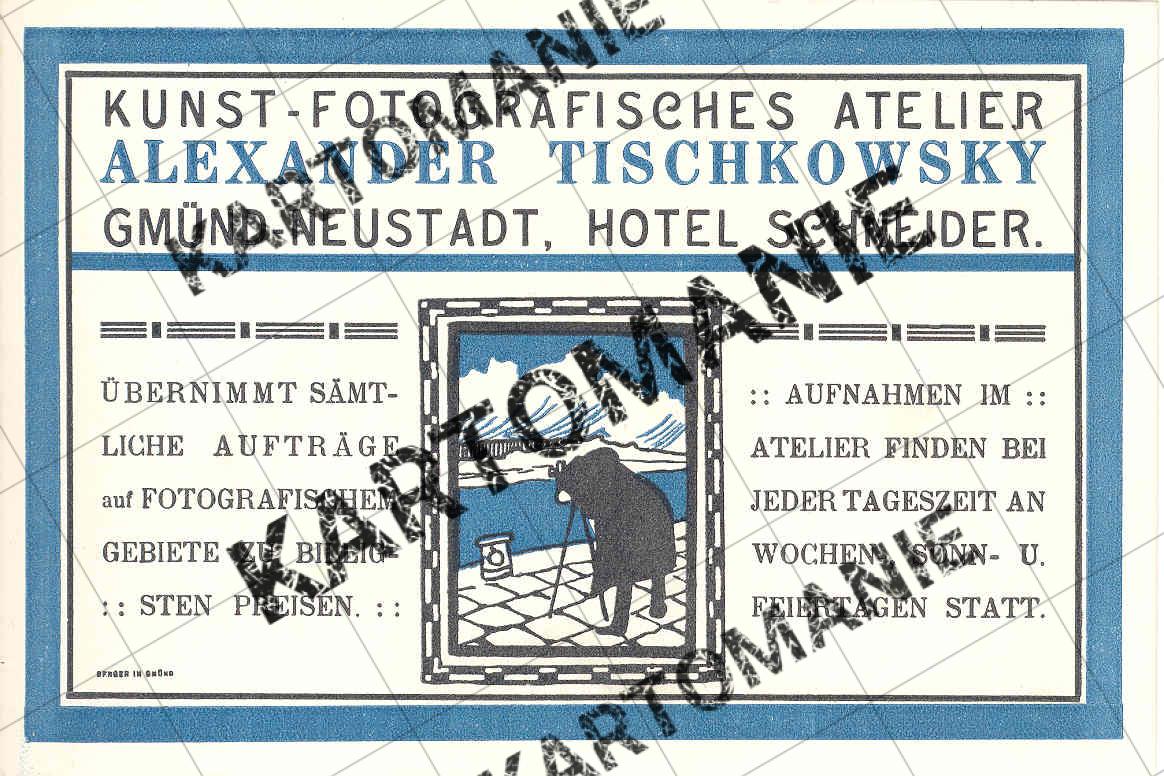 KUNST-FOTOGRAFISCHES ATELIER
ALEXANDER TISCHKOWSKY
GMÜND-NEUSTADT, HOTEL SCHNEIDER.
ÜBERNIMMT SÄMT-
LICHE AUFTRÄGE
auf FOTOGRAFISCHEM
GEBIETE ZU BILLIG-
:: STEN PREISEN. ::
:: AUFNAHMEN IM ::
ATELIER FINDEN BEI
JEDER TAGESZEIT AN
WOCHEN, SONN- U.
FEIERTAGEN STATT.
BERGER IN GMÜND
KARTOMANIE
KARTOMANIE
KARTOMANIE